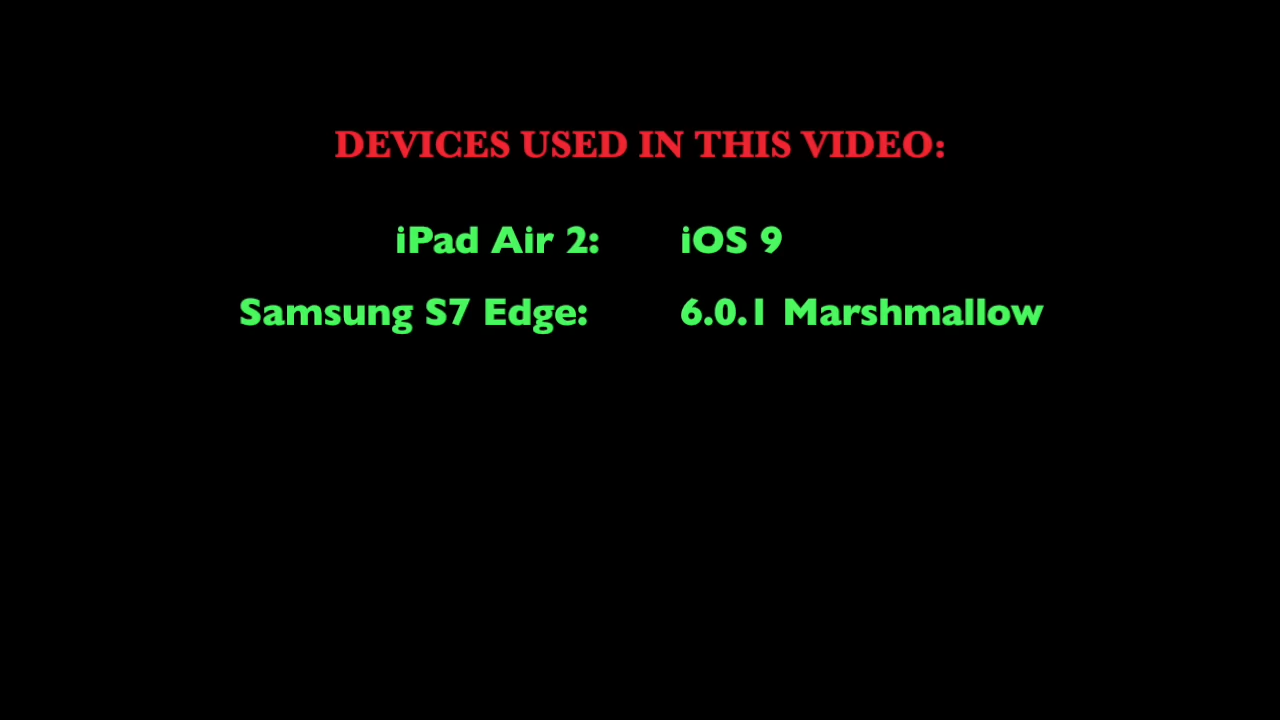 DEVICES USED IN THIS VIDEO:
iPad Air 2: iOS 9
Samsung S7 Edge: 6.0.1 Marshmallow